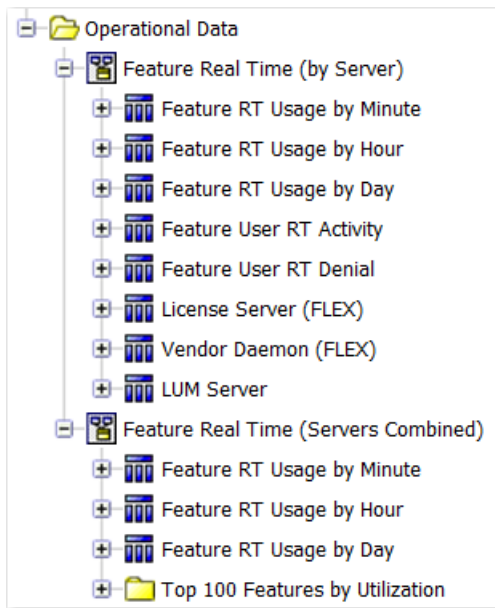 Operational Data
Feature Real Time (by Server)
Feature RT Usage by Minute
Feature RT Usage by Hour
Feature RT Usage by Day
Feature User RT Activity
Feature User RT Denial
License Server (FLEX)
Vendor Daemon (FLEX)
LUM Server
Feature Real Time (Servers Combined)
Feature RT Usage by Minute
Feature RT Usage by Hour
Feature RT Usage by Day
Top 100 Features by Utilization